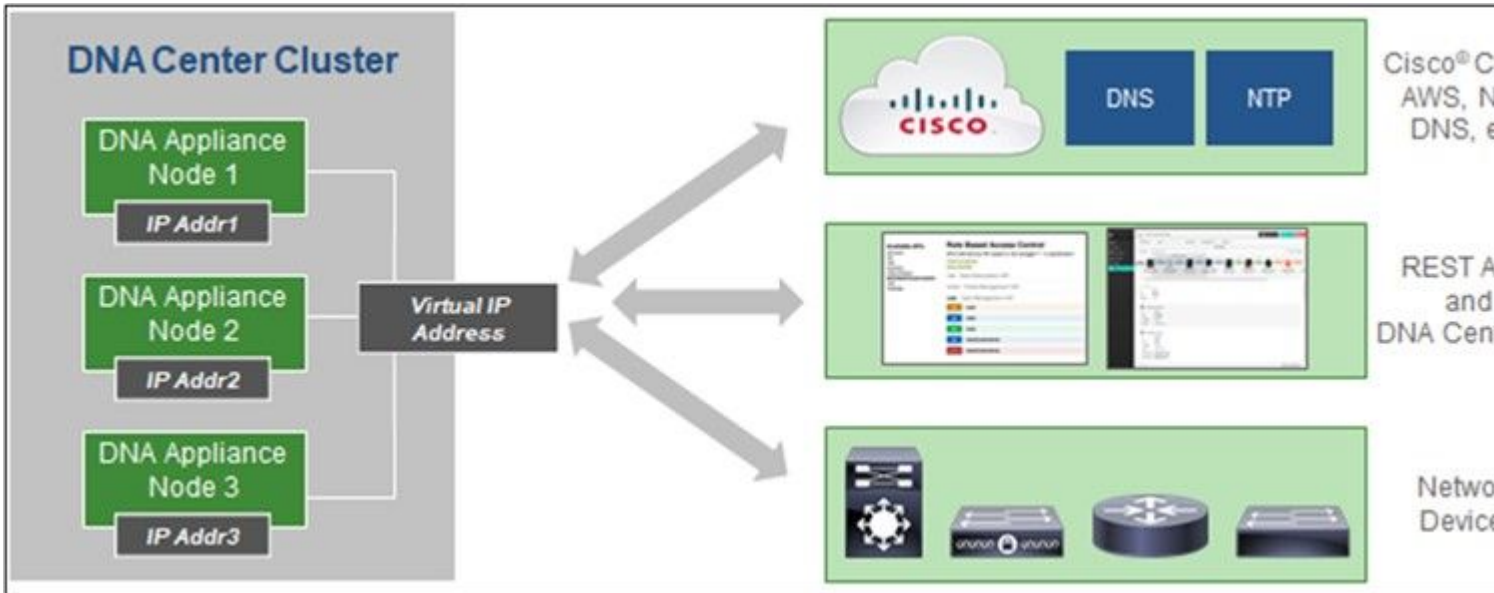 DNA Center Cluster
DNA Appliance
Node 1
IP Addr1
DNA Appliance
Node 2
IP Addr2
DNA Appliance
Node 3
IP Addr3
Virtual IP
Address
CISCO
DNS
NTP
Cisco® C
AWS, N
DNS, e
Role Based Access Control
REST A
and
DNA Cen
Netwo
Device